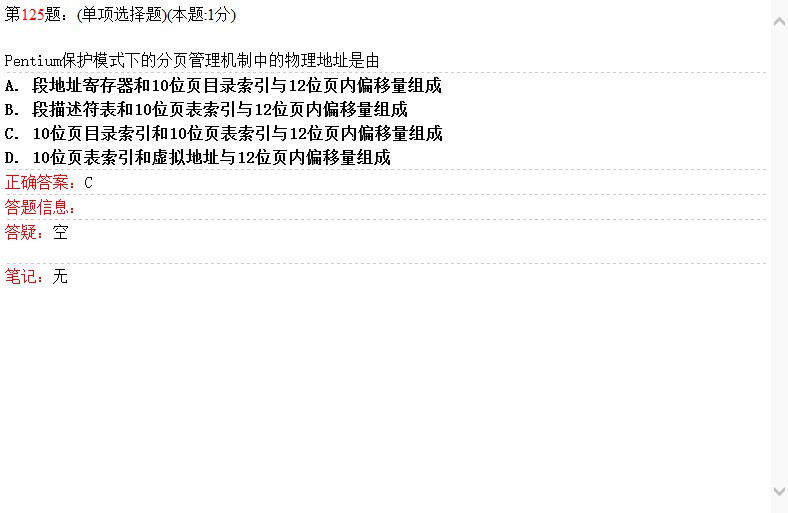 第125题: (单项选择题)(本题:1分)
Pentium保护模式下的分页管理机制中的物理地址是由
A. 段地址寄存器和10位页目录索引与12位页内偏移量组成
B. 段描述符表和10位页表索引与12位页内偏移量组成
C. 10位页目录索引和10位页表索引与12位页内偏移量组成
D. 10位页表索引和虚拟地址与12位页内偏移量组成
正确答案：C
答题信息：
答疑：空
笔记：无